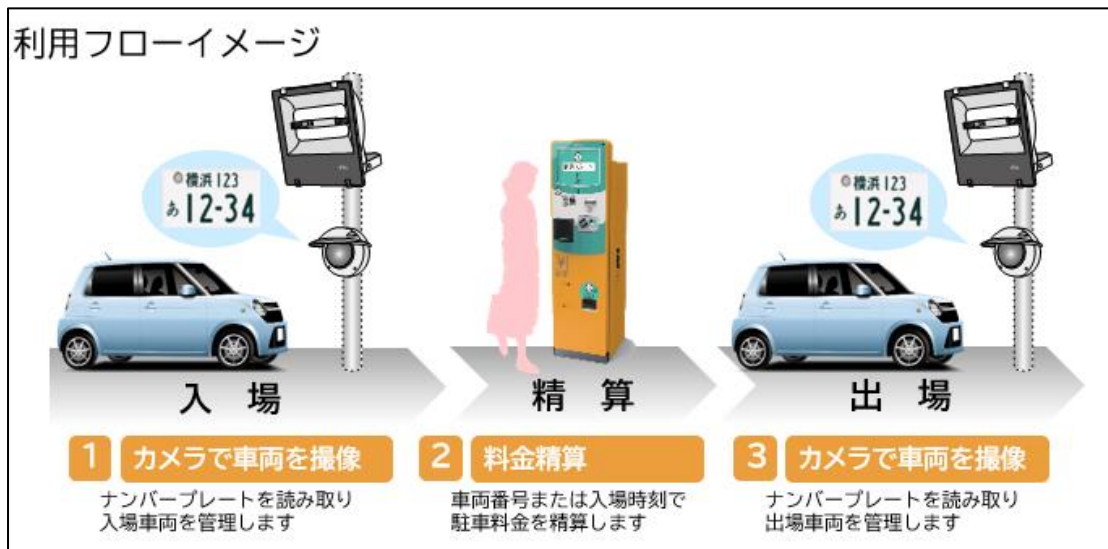 利用フローイメージ
横浜123
あ12-34
横浜123
あ12-34
入場
精算
出場
1 カメラで車両を撮像
ナンバープレートを読み取り
入場車両を管理します
2 料金精算
車両番号または入場時刻で
駐車料金を精算します
3 カメラで車両を撮像
ナンバープレートを読み取り
出場車両を管理します